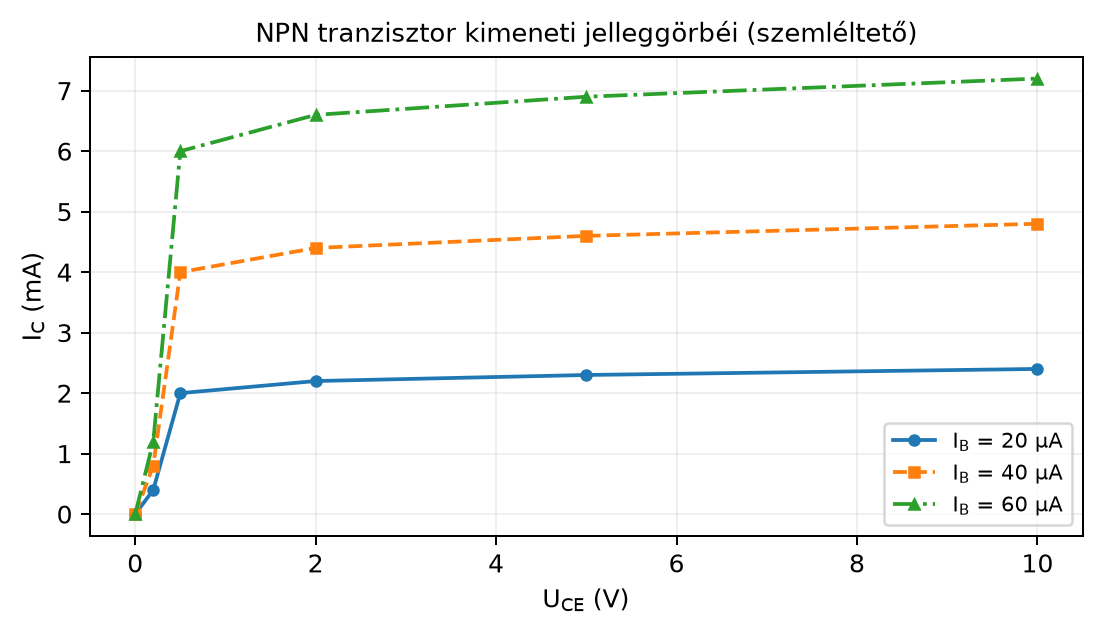 NPN tranzisztor kimeneti jelleggörbéi (szemléltető)
7
6
5
4
3
2
1
0
I_C (mA)
I_B = 20 µA
I_B = 40 µA
I_B = 60 µA
0 2 4 6 8 10
U_CE (V)